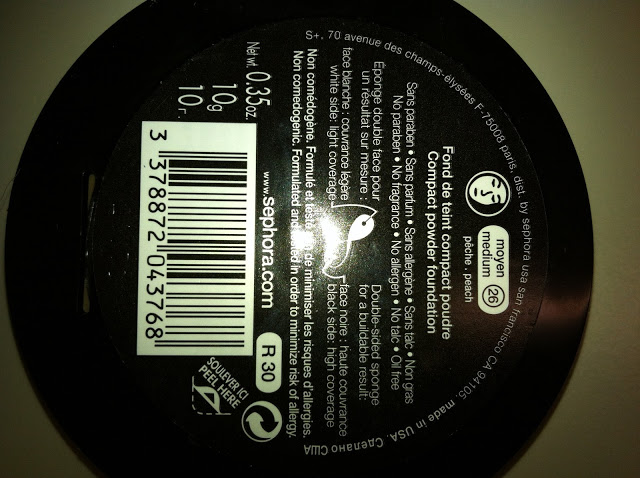 S+. 70 avenue des champs-élysées F-75008 paris, dist. by sephora usa san francisco CA 94105. made in USA. Сделано США
moyen
medium
26
pêche. peach
Fond de teint compact poudre
Compact powder foundation
Sans paraben • Sans parfum • Sans allergène • Sans talc • Non gras
No paraben • No fragrance • No allergen • No talc • Oil free
Éponge double face pour
un résultat sur mesure :
Double-sided sponge
for a buildable result:
face blanche : couvrance légère
white side: light coverage
face noire : haute couvrance
black side: high coverage
Non comédogène. Formulé et testé de minimiser les risques d'allergies.
Non comedogenic. Formulated and in order to minimize risk of allergy.
www.sephora.com
R 30
Netwt. 0.35oz.
10g
10г.
3 378872 043768
SOULEVER ICI
PEEL HERE